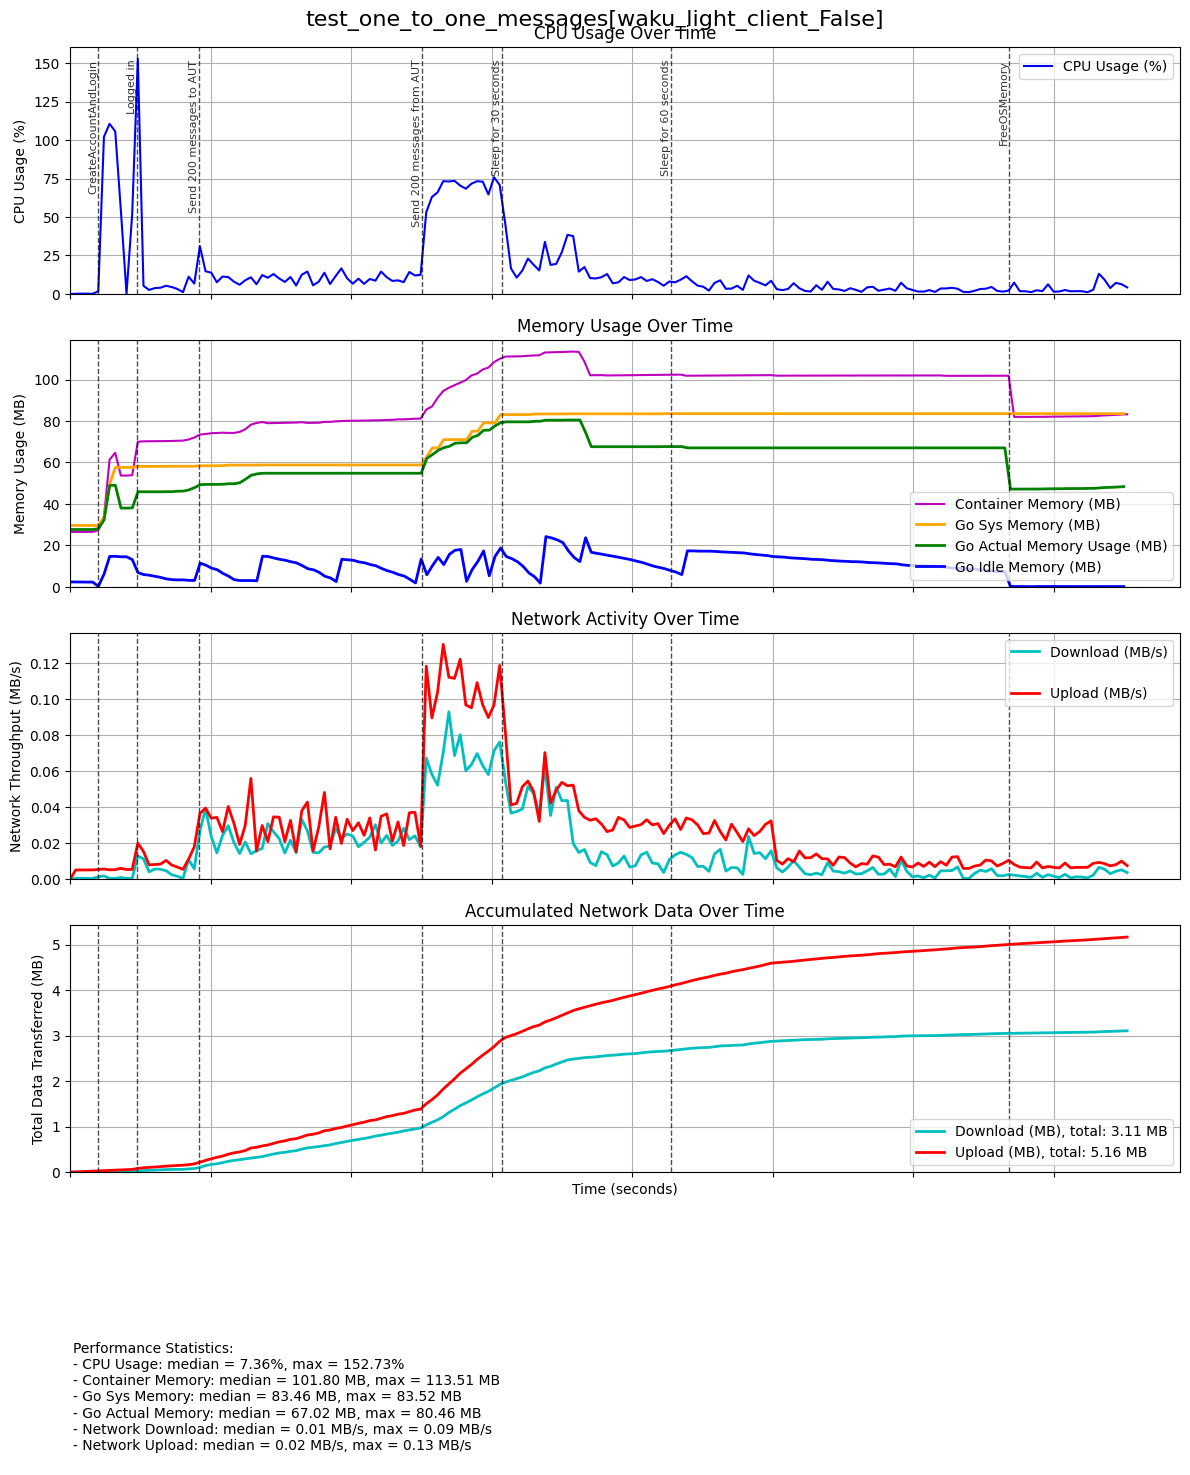 test_one_to_one_messages[waku_light_client_False]
CPU Usage Over Time
CPU Usage (%)
150
125
100
75
50
25
0
CreateAccountAndLogin
Logged in
Send 200 messages to AUT
Send 200 messages from AUT
Sleep for 30 seconds
Sleep for 60 seconds
FreeOSMemory
CPU Usage (%)
Memory Usage Over Time
Memory Usage (MB)
100
80
60
40
20
0
Container Memory (MB)
Go Sys Memory (MB)
Go Actual Memory Usage (MB)
Go Idle Memory (MB)
Network Activity Over Time
Network Throughput (MB/s)
0.12
0.10
0.08
0.06
0.04
0.02
0.00
Download (MB/s)
Upload (MB/s)
Accumulated Network Data Over Time
Total Data Transferred (MB)
5
4
3
2
1
0
Download (MB), total: 3.11 MB
Upload (MB), total: 5.16 MB
Time (seconds)
Performance Statistics:
- CPU Usage: median = 7.36%, max = 152.73%
- Container Memory: median = 101.80 MB, max = 113.51 MB
- Go Sys Memory: median = 83.46 MB, max = 83.52 MB
- Go Actual Memory: median = 67.02 MB, max = 80.46 MB
- Network Download: median = 0.01 MB/s, max = 0.09 MB/s
- Network Upload: median = 0.02 MB/s, max = 0.13 MB/s